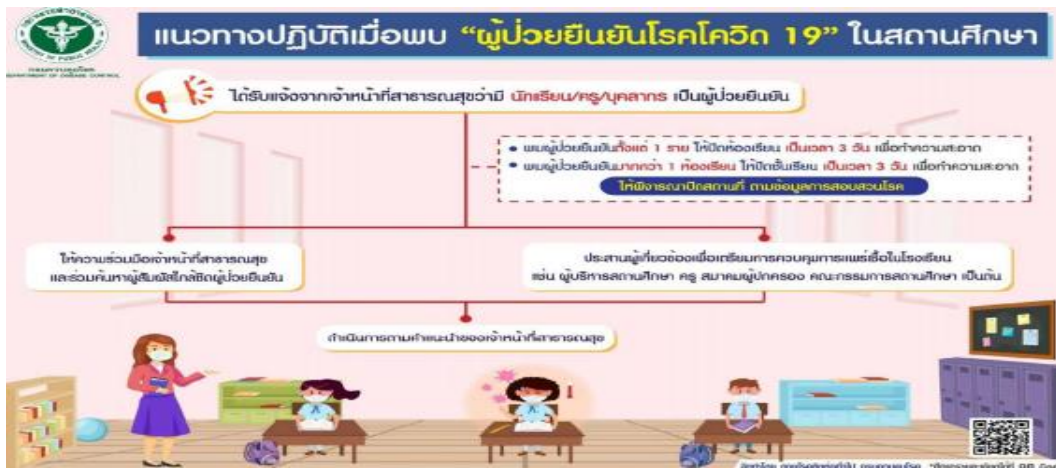 แนวทางปฏิบัติเมื่อพบ “ผู้ป่วยยืนยันโรคโควิด 19” ในสถานศึกษา
กรมควบคุมโรค
DEPARTMENT OF DISEASE CONTROL
ได้รับแจ้งจากเจ้าหน้าที่สาธารณสุขว่ามี นักเรียน/ครู/บุคลากร เป็นผู้ป่วยยืนยัน
• พบผู้ป่วยยืนยันตั้งแต่ 1 ราย ให้ปิดห้องเรียน เป็นเวลา 3 วัน เพื่อทำความสะอาด
• พบผู้ป่วยยืนยันมากกว่า 1 ห้องเรียน ให้ปิดชั้นเรียน เป็นเวลา 3 วัน เพื่อทำความสะอาด
ให้พิจารณาปิดสถานที่ ตามข้อมูลการสอบสวนโรค
ให้ความร่วมมือเจ้าหน้าที่สาธารณสุข
และร่วมค้นหาผู้สัมผัสใกล้ชิดผู้ป่วยยืนยัน
ประสานผู้เกี่ยวข้องเพื่อเตรียมการควบคุมการแพร่เชื้อในโรงเรียน
เช่น ผู้บริหารสถานศึกษา ครู สมาคมผู้ปกครอง คณะกรรมการสถานศึกษา เป็นต้น
ดำเนินการตามคำแนะนำของเจ้าหน้าที่สาธารณสุข